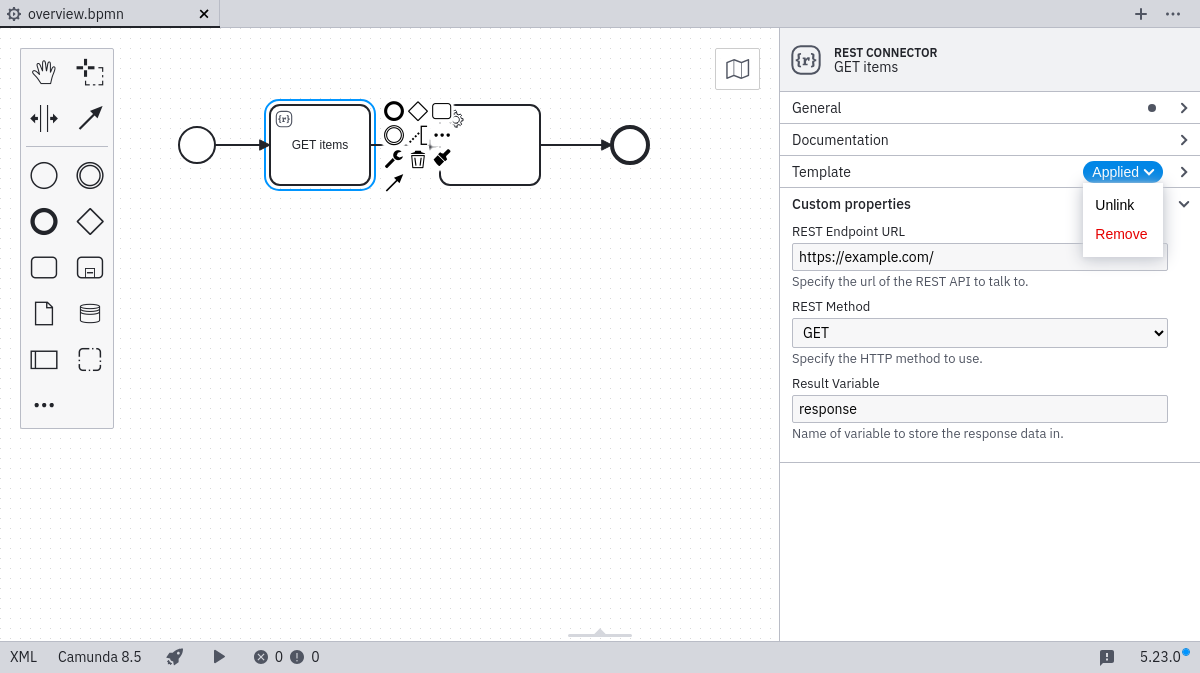 overview.bpmn
REST CONNECTOR
{r}
GET items
General
Documentation
Template Applied
Unlink
Remove
Custom properties
REST Endpoint URL
https://example.com/
Specify the url of the REST API to talk to.
REST Method
GET
Specify the HTTP method to use.
Result Variable
response
Name of variable to store the response data in.
{r}
GET items
XML Camunda 8.5 0 0 5.23.0